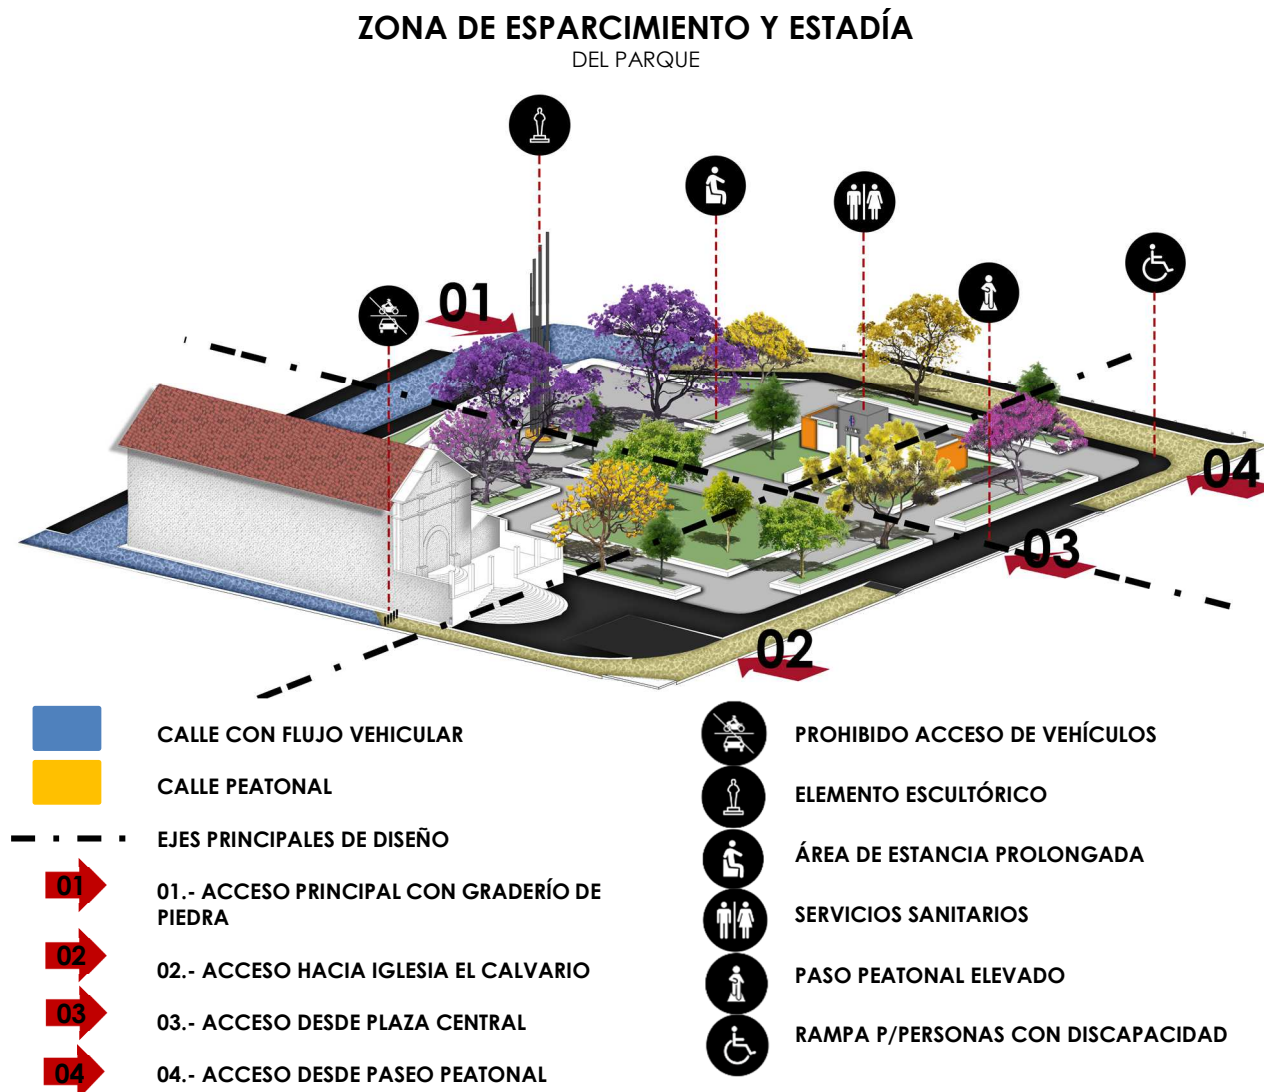 ZONA DE ESPARCIMIENTO Y ESTADÍA
DEL PARQUE
01
04
03
02
CALLE CON FLUJO VEHICULAR
CALLE PEATONAL
EJES PRINCIPALES DE DISEÑO
01
01.- ACCESO PRINCIPAL CON GRADERÍO DE
PIEDRA
02
02.- ACCESO HACIA IGLESIA EL CALVARIO
03
03.- ACCESO DESDE PLAZA CENTRAL
04
04.- ACCESO DESDE PASEO PEATONAL
PROHIBIDO ACCESO DE VEHÍCULOS
ELEMENTO ESCULTÓRICO
ÁREA DE ESTANCIA PROLONGADA
SERVICIOS SANITARIOS
PASO PEATONAL ELEVADO
RAMPA P/PERSONAS CON DISCAPACIDAD